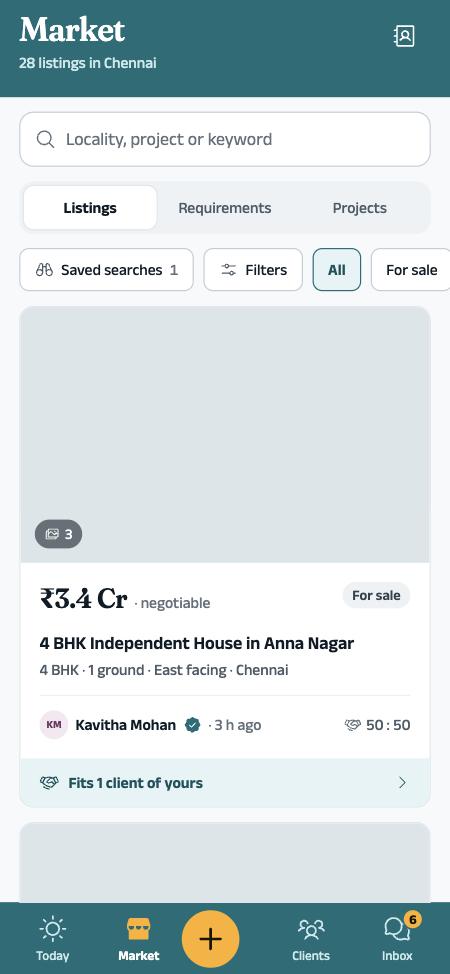 Market
28 listings in Chennai
Locality, project or keyword
Listings Requirements Projects
Saved searches 1 Filters All For sale
3
₹3.4 Cr · negotiable For sale
4 BHK Independent House in Anna Nagar
4 BHK · 1 ground · East facing · Chennai
KM Kavitha Mohan · 3 h ago 50 : 50
Fits 1 client of yours
6
Today Market Clients Inbox